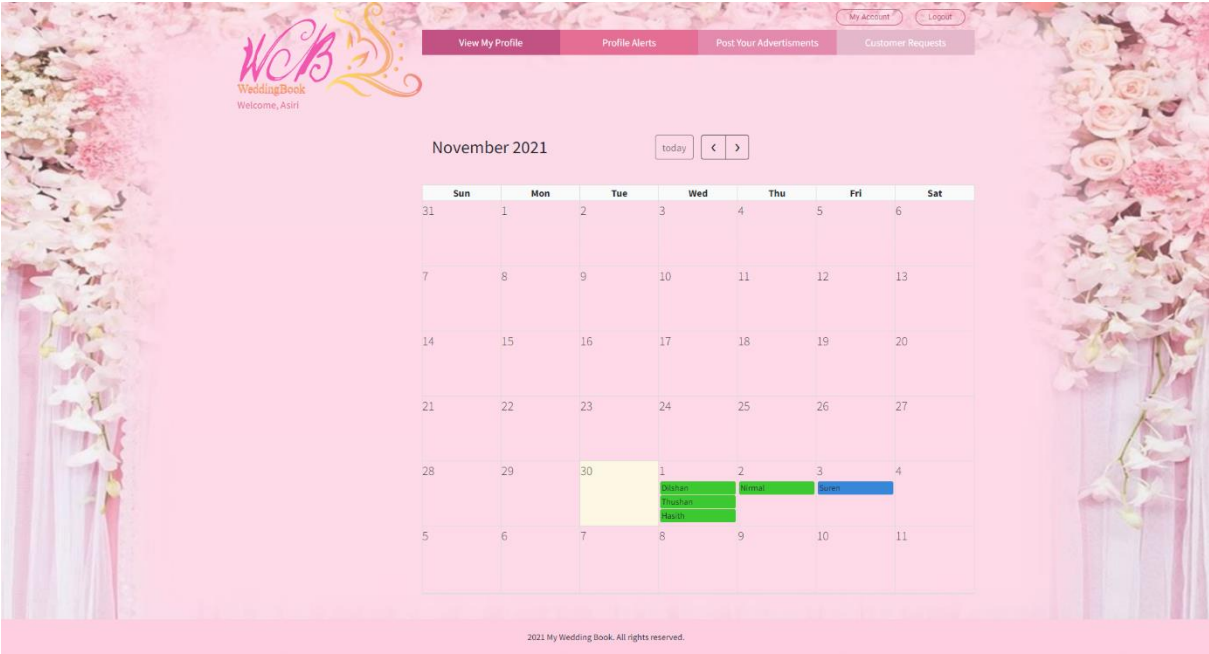 My Account Logout
WCB
View My Profile Profile Alerts Post Your Advertisments Customer Requests
WeddingBook
Welcome, Asiri
November 2021 today
Sun Mon Tue Wed Thu Fri Sat
31 1 2 3 4 5 6
7 8 9 10 11 12 13
14 15 16 17 18 19 20
21 22 23 24 25 26 27
28 29 30 1 2 3 4
Dilshan Nirmal Suren
Thushan
Hasith
5 6 7 8 9 10 11
2021 My Wedding Book. All rights reserved.